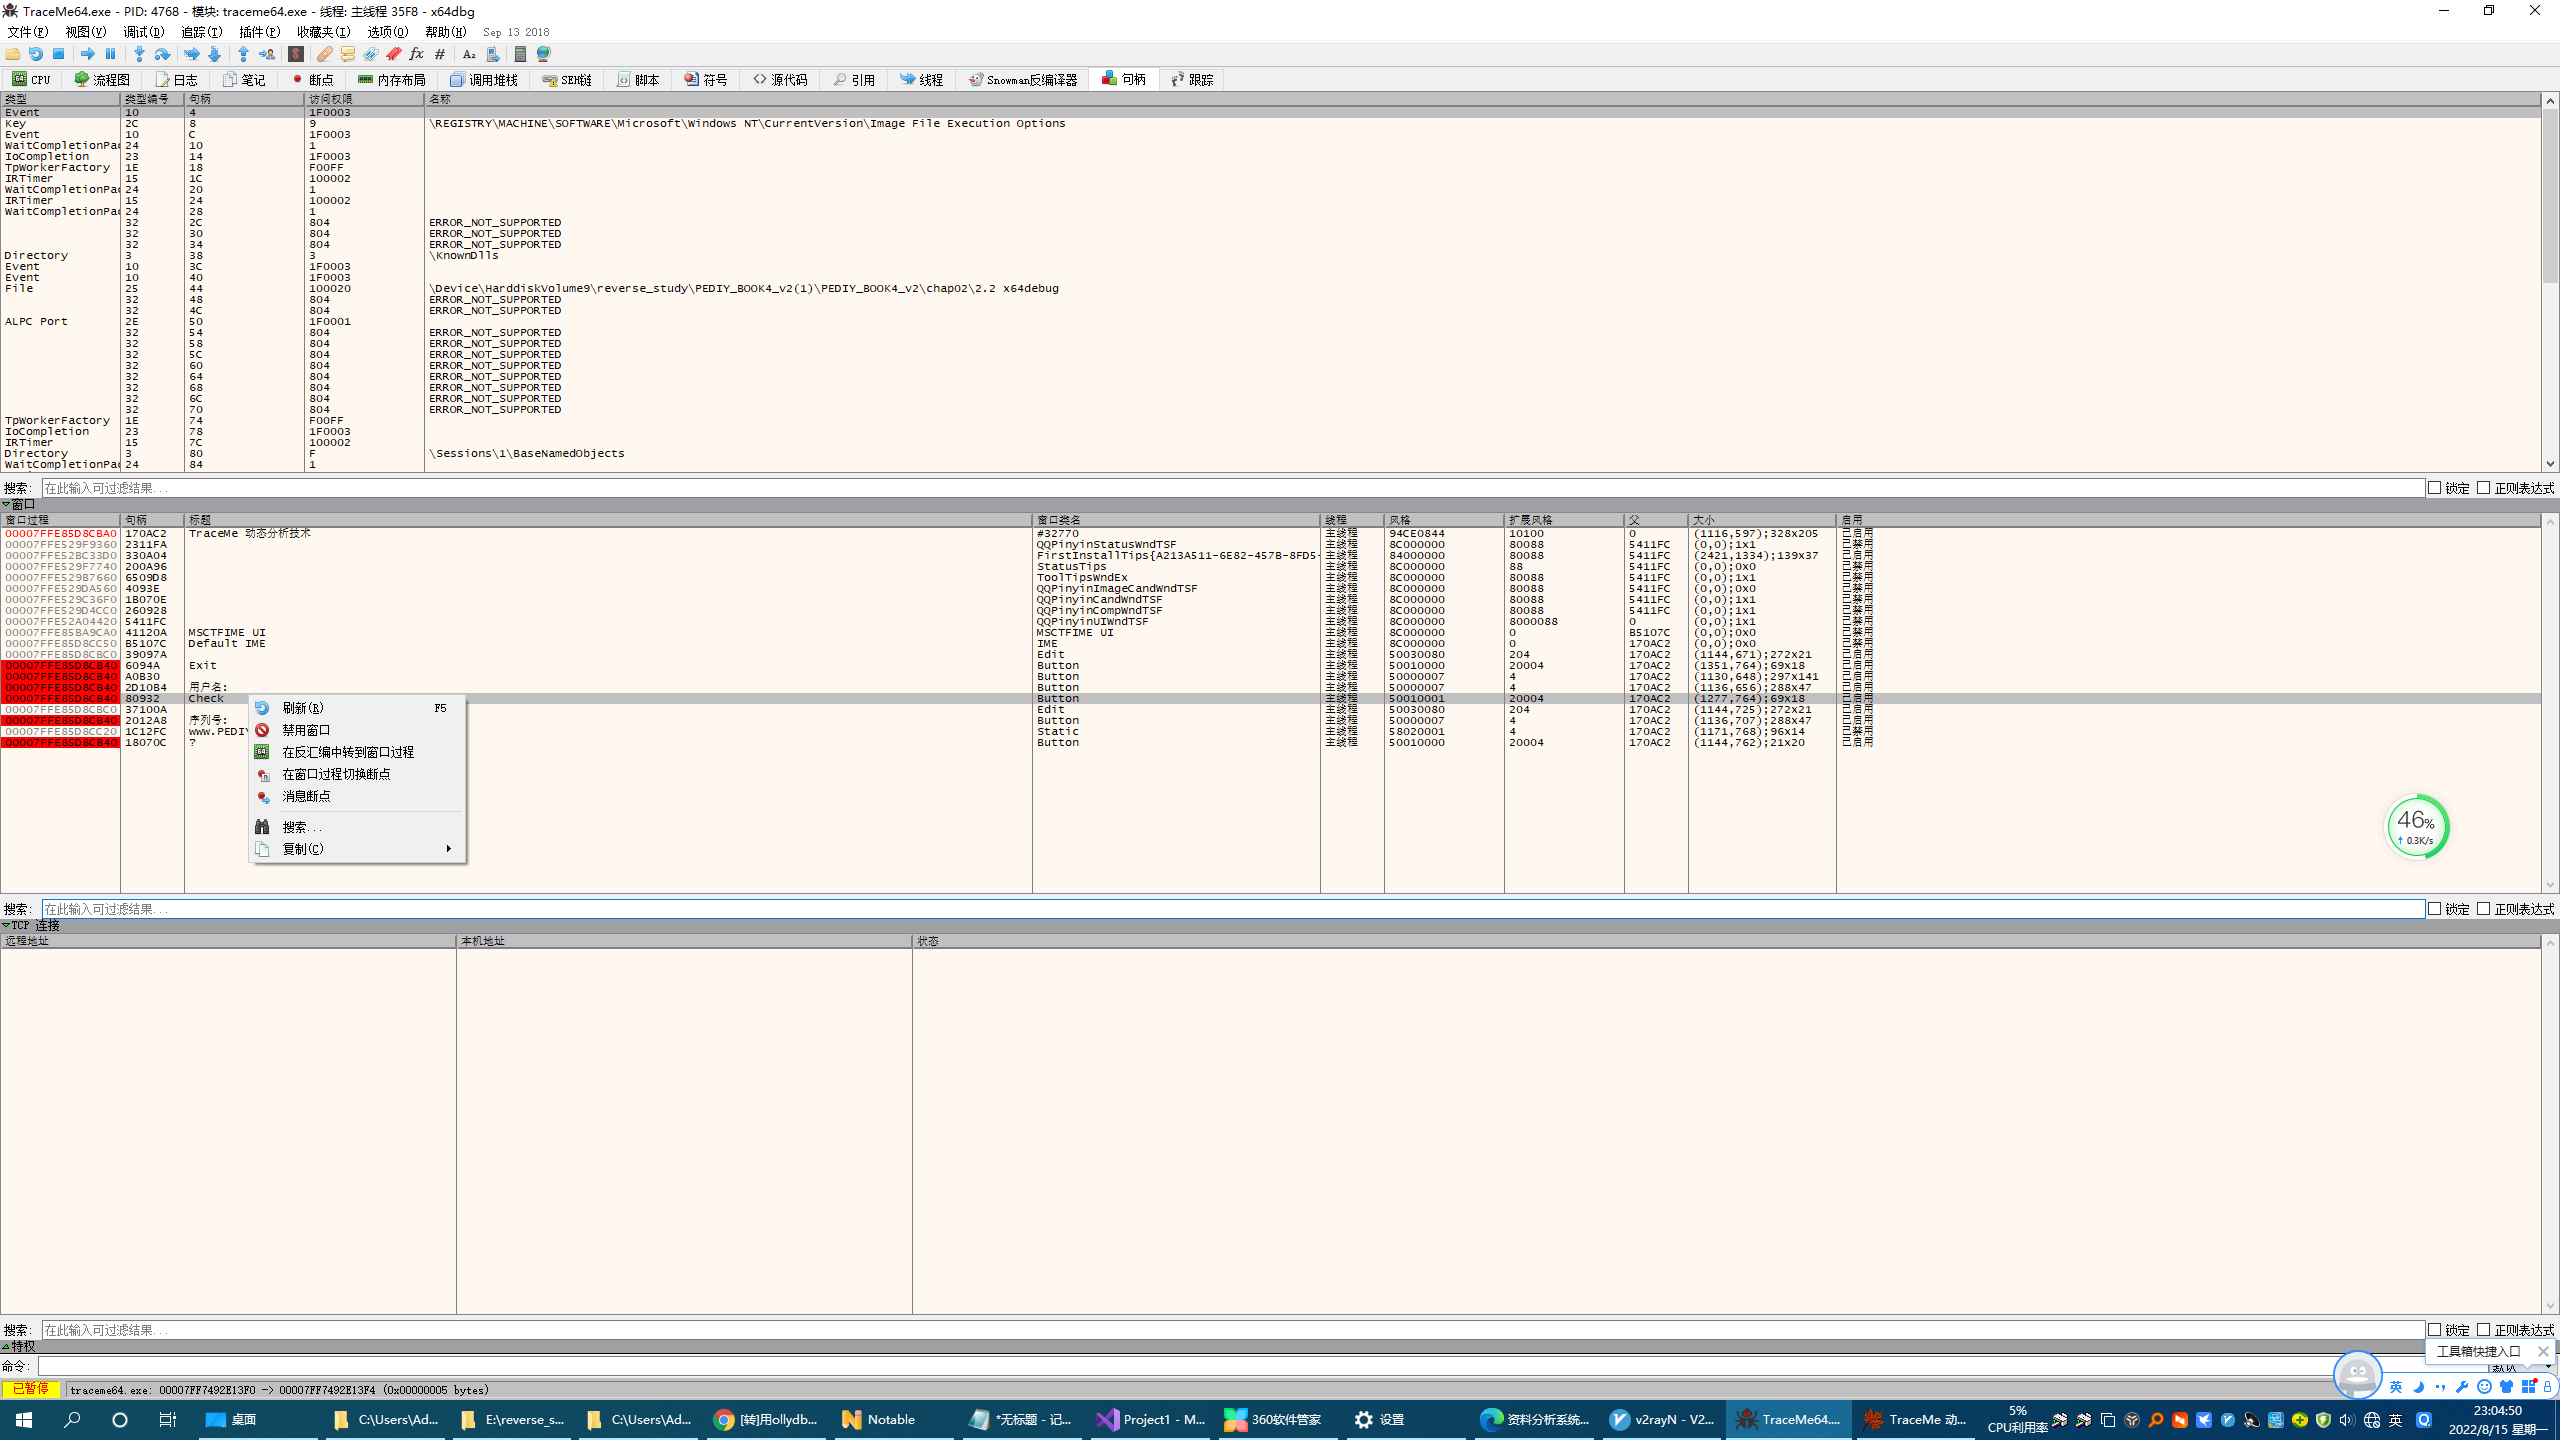 TraceMe64.exe - PID: 4768 - 模块: traceme64.exe - 线程: 主线程 35F8 - x64dbg
文件(F) 视图(V) 调试(D) 追踪(T) 插件(P) 收藏夹(I) 选项(O) 帮助(H) Sep 13 2018
CPU 流程图 日志 笔记 断点 内存布局 调用堆栈 SEH链 脚本 符号 源代码 引用 线程 Snowman反编译器 句柄 跟踪
类型 类型编号 句柄 访问权限 名称
Event 10 4 1F0003
Key 2C 8 9 \REGISTRY\MACHINE\SOFTWARE\Microsoft\Windows NT\CurrentVersion\Image File Execution Options
Event 10 C 1F0003
WaitCompletionPac 24 10 1
IoCompletion 23 14 1F0003
TpWorkerFactory 1E 18 F00FF
IRTimer 15 1C 100002
WaitCompletionPac 24 20 1
IRTimer 15 24 100002
WaitCompletionPac 24 28 1
32 2C 804 ERROR_NOT_SUPPORTED
32 30 804 ERROR_NOT_SUPPORTED
32 34 804 ERROR_NOT_SUPPORTED
Directory 3 38 3 \KnownDlls
Event 10 3C 1F0003
Event 10 40 1F0003
File 25 44 100020 \Device\HarddiskVolume9\reverse_study\PEDIY_BOOK4_v2(1)\PEDIY_BOOK4_v2\chap02\2.2 x64debug
32 48 804 ERROR_NOT_SUPPORTED
32 4C 804 ERROR_NOT_SUPPORTED
ALPC Port 2E 50 1F0001
32 54 804 ERROR_NOT_SUPPORTED
32 58 804 ERROR_NOT_SUPPORTED
32 5C 804 ERROR_NOT_SUPPORTED
32 60 804 ERROR_NOT_SUPPORTED
32 64 804 ERROR_NOT_SUPPORTED
32 68 804 ERROR_NOT_SUPPORTED
32 6C 804 ERROR_NOT_SUPPORTED
32 70 804 ERROR_NOT_SUPPORTED
TpWorkerFactory 1E 74 F00FF
IoCompletion 23 78 1F0003
IRTimer 15 7C 100002
Directory 3 80 F \Sessions\1\BaseNamedObjects
WaitCompletionPac 24 84 1
搜索: 在此输入可过滤结果... 锁定 正则表达式
窗口
窗口过程 句柄 标题 窗口类名 线程 风格 扩展风格 父 大小 启用
00007FFE85D8CBA0 170AC2 TraceMe 动态分析技术 #32770 主线程 94CE0844 10100 0 (1116,597);328x205 已启用
00007FFE529F9360 2311FA QQPinyinStatusWndTSF 主线程 8C000000 80088 5411FC (0,0);1x1 已禁用
00007FFE52BC33D0 330A04 FirstInstallTips{A213A511-6E82-457B-8FD5- 主线程 84000000 80088 5411FC (2421,1334);139x37 已启用
00007FFE529F7740 200A96 StatusTips 主线程 8C000000 88 5411FC (0,0);0x0 已启用
00007FFE529B7660 6509D8 ToolTipsWndEx 主线程 8C000000 80088 5411FC (0,0);1x1 已禁用
00007FFE529DA560 4093E QQPinyinImageCandWndTSF 主线程 8C000000 80088 5411FC (0,0);0x0 已禁用
00007FFE529C36F0 1B070E QQPinyinCandWndTSF 主线程 8C000000 80088 5411FC (0,0);1x1 已禁用
00007FFE529D4CC0 260928 QQPinyinCompWndTSF 主线程 8C000000 80088 5411FC (0,0);1x1 已禁用
00007FFE52A04420 5411FC QQPinyinUIWndTSF 主线程 8C000000 8000088 0 (0,0);1x1 已禁用
00007FFE85BA9CA0 41120A MSCTFIME UI MSCTFIME UI 主线程 8C000000 0 B5107C (0,0);0x0 已禁用
00007FFE85D8CC50 B5107C Default IME IME 主线程 8C000000 0 170AC2 (0,0);0x0 已禁用
00007FFE85D8CBC0 39097A Edit 主线程 50030080 204 170AC2 (1144,671);272x21 已启用
00007FFE85D8CB40 6094A Exit Button 主线程 50010000 20004 170AC2 (1351,764);69x18 已启用
00007FFE85D8CB40 A0B30 Button 主线程 50000007 4 170AC2 (1130,648);297x141 已启用
00007FFE85D8CB40 2D10B4 用户名: Button 主线程 50000007 4 170AC2 (1136,656);288x47 已启用
00007FFE85D8CB40 80932 Check Button 主线程 50010001 20004 170AC2 (1277,764);69x18 已启用
00007FFE85D8CBC0 37100A Edit 主线程 50030080 204 170AC2 (1144,725);272x21 已启用
00007FFE85D8CB40 2012A8 序列号: Button 主线程 50000007 4 170AC2 (1136,707);288x47 已启用
00007FFE85D8CC20 1C12FC www.PEDIY Static 主线程 58020001 4 170AC2 (1171,768);96x14 已禁用
00007FFE85D8CB40 18070C ? Button 主线程 50010000 20004 170AC2 (1144,762);21x20 已启用
刷新(R) F5
禁用窗口
在反汇编中转到窗口过程
在窗口过程切换断点
消息断点
搜索...
复制(C)
46%
0.3K/s
搜索: 在此输入可过滤结果... 锁定 正则表达式
TCP 连接
远程地址 本机地址 状态
搜索: 在此输入可过滤结果... 锁定 正则表达式
特权
工具箱快捷入口
命令: 默认
已暂停 traceme64.exe: 00007FF7492E13F0 -> 00007FF7492E13F4 (0x00000005 bytes)
英
桌面 C:\Users\Ad... E:\reverse_s... C:\Users\Ad... [转]用ollydb... Notable *无标题 - 记... Project1 - M... 360软件管家 设置 资料分析系统... v2rayN - V2... TraceMe64.... TraceMe 动...
5%
CPU利用率
英
23:04:50
2022/8/15 星期一